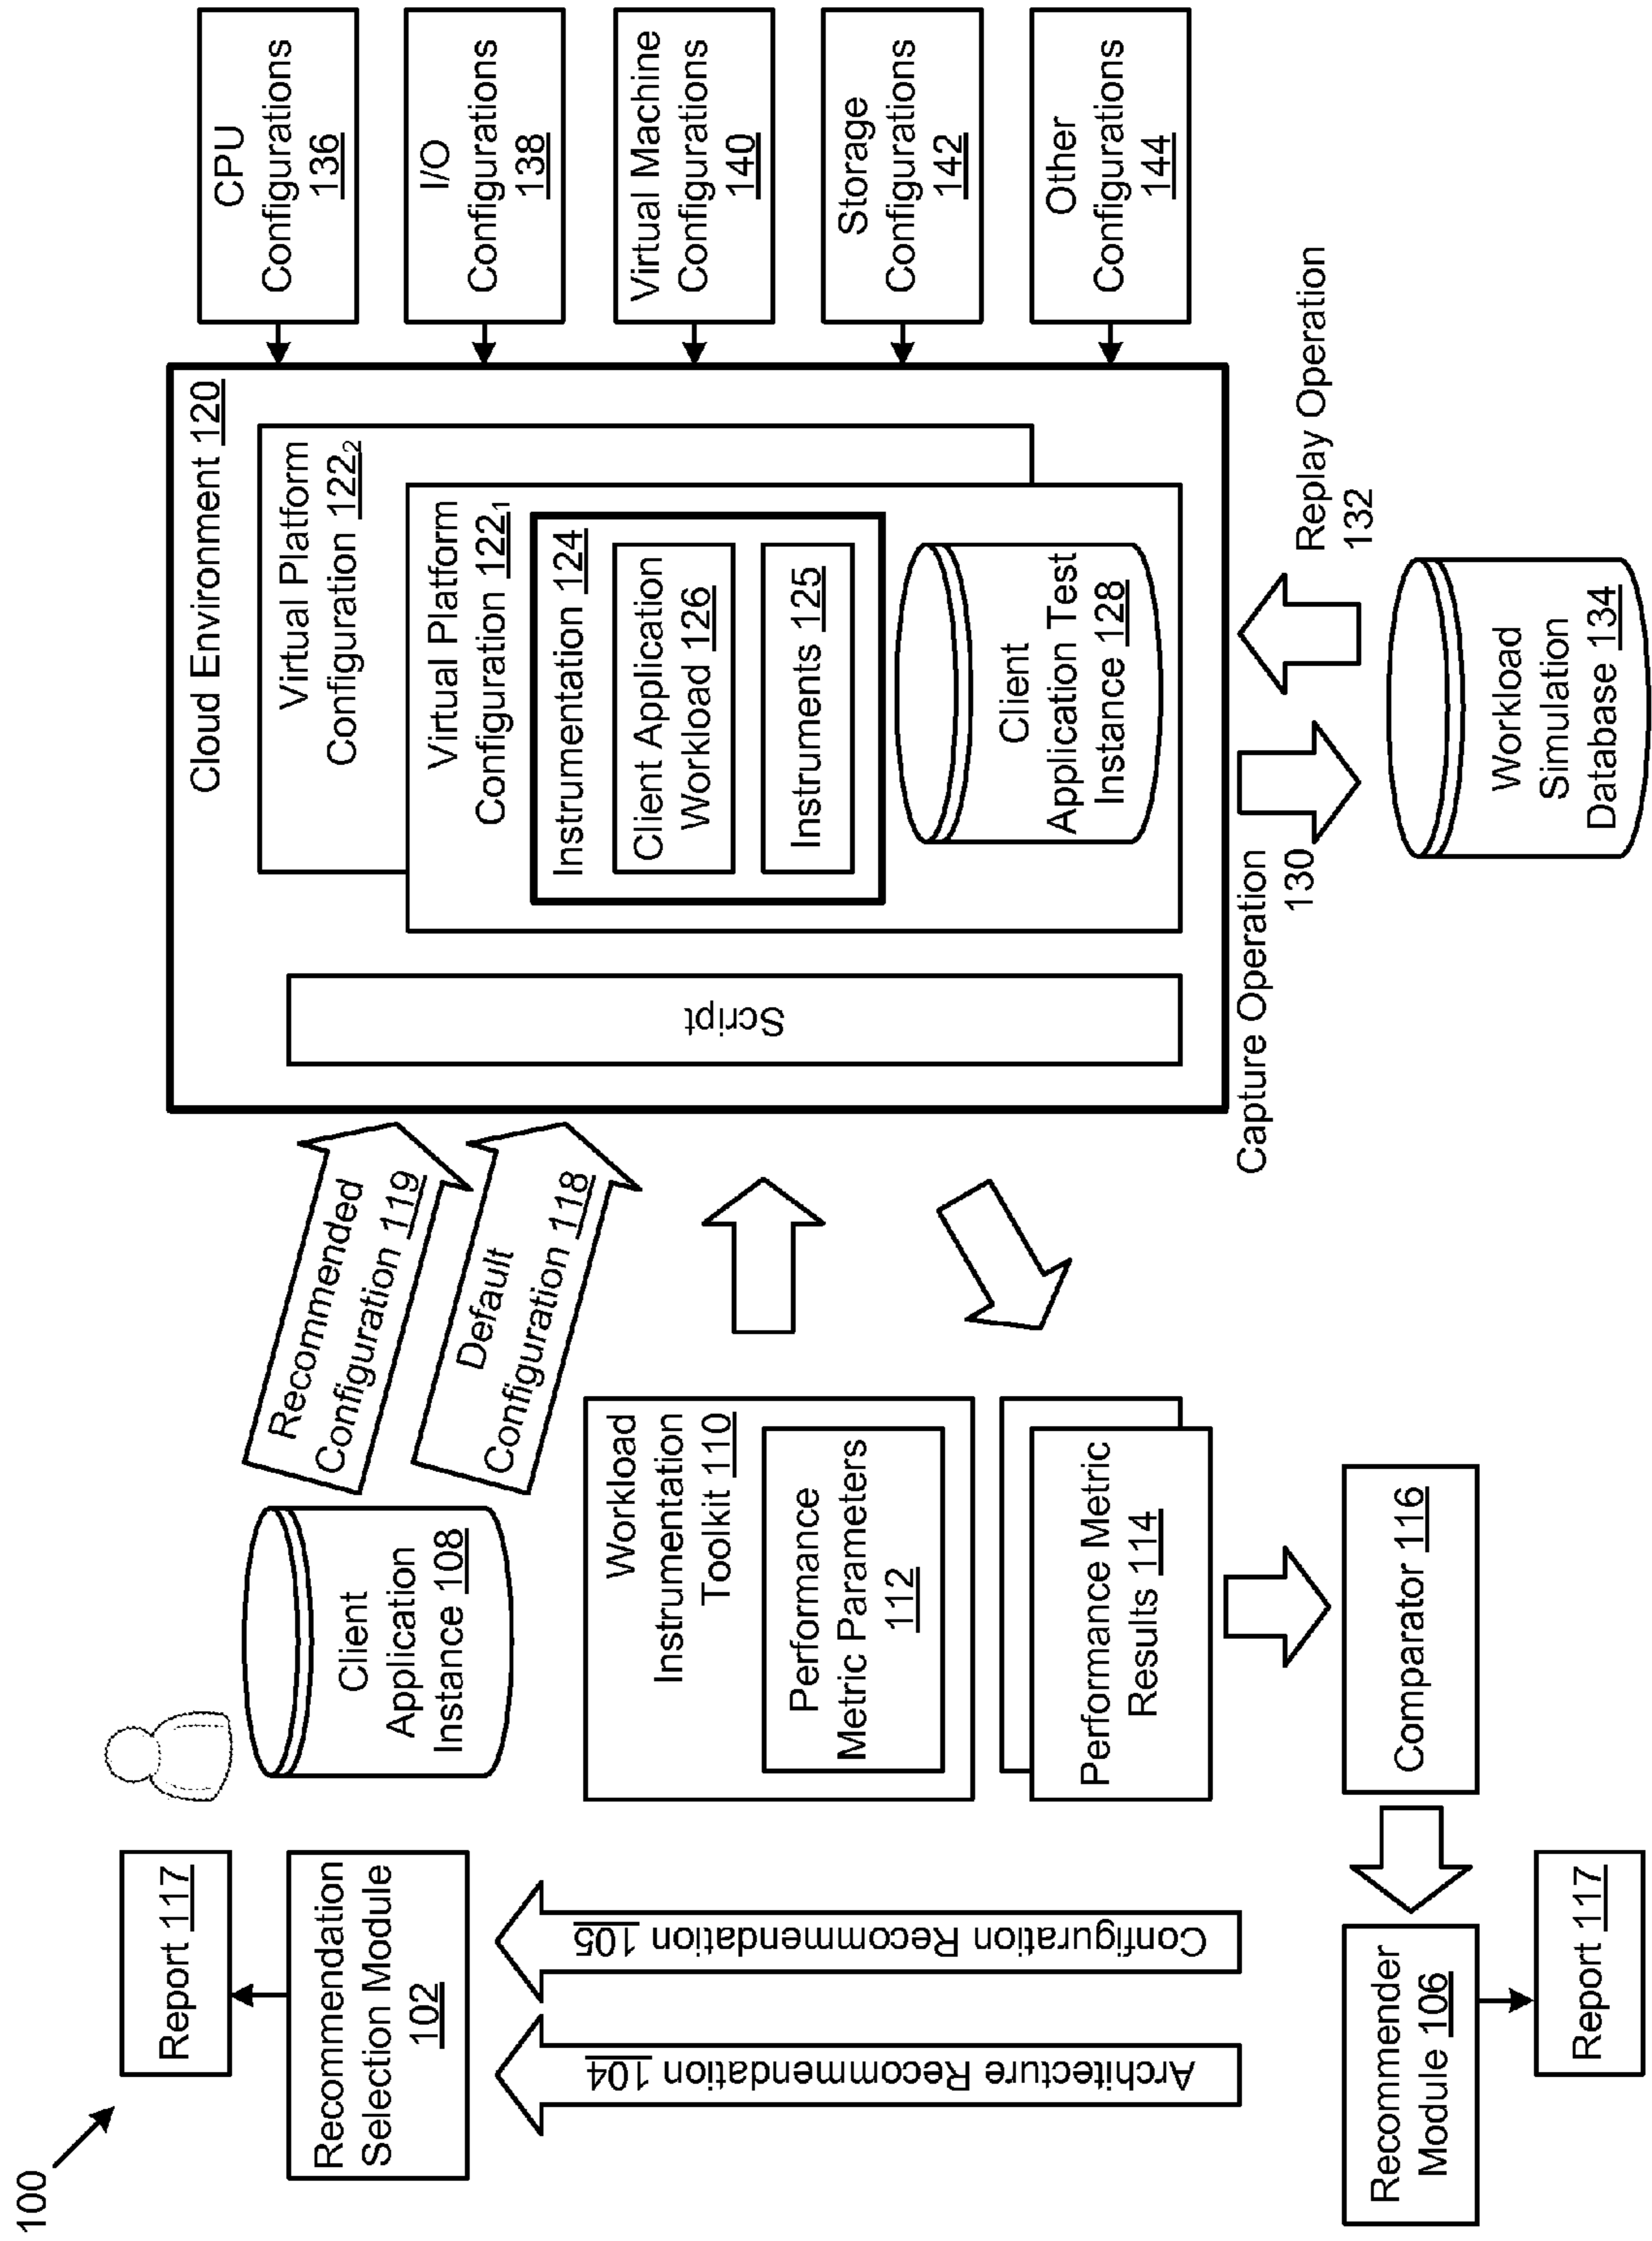 100
Report 117
Recommendation
Selection Module
102
Architecture Recommendation 104
Configuration Recommendation 105
Recommender
Module 106
Report 117
Client
Application
Instance 108
Workload
Instrumentation
Toolkit 110
Performance
Metric Parameters
112
Performance Metric
Results 114
Comparator 116
Recommended
Configuration 119
Default
Configuration 118
Cloud Environment 120
Script
Virtual Platform
Configuration 122₂
Virtual Platform
Configuration 122₁
Instrumentation 124
Client Application
Workload 126
Instruments 125
Client
Application Test
Instance 128
Capture Operation
130
Replay Operation
132
Workload
Simulation
Database 134
CPU
Configurations
136
I/O
Configurations
138
Virtual Machine
Configurations
140
Storage
Configurations
142
Other
Configurations
144